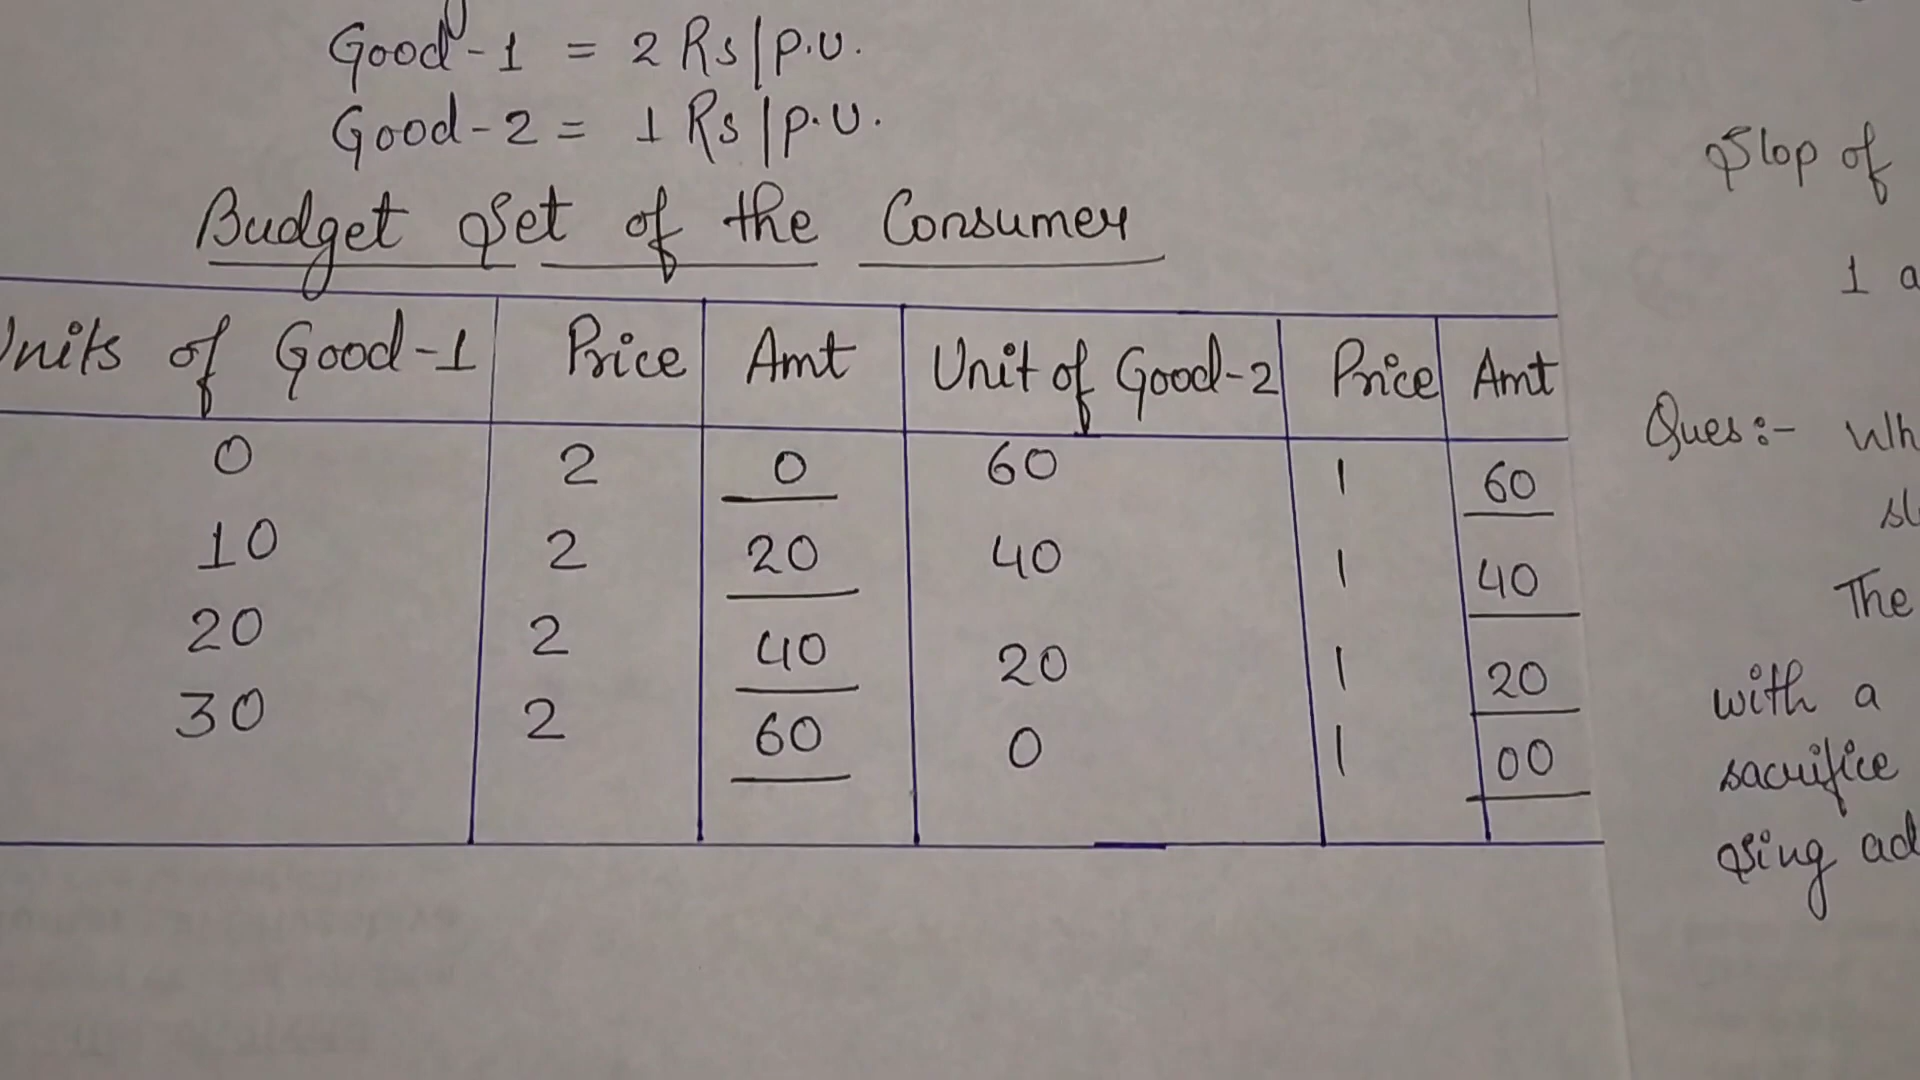 Good-1 = 2 Rs/p.u.
Good-2 = 1 Rs/p.u.
Budget Set of the Consumer
Units of Good-1 Price Amt Unit of Good-2 Price Amt
0 2 0 60 1 60
10 2 20 40 1 40
20 2 40 20 1 20
30 2 60 0 1 00
Slop of
1 a
Ques:- Wh
sl
The
with a
sacrifice
Sing ad